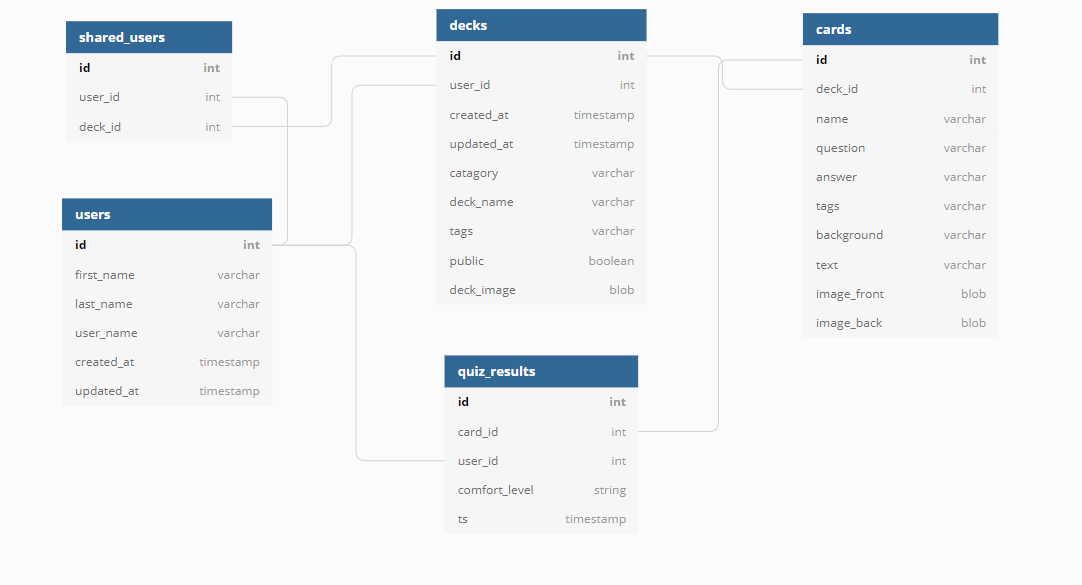 shared_users
id int
user_id int
deck_id int
users
id int
first_name varchar
last_name varchar
user_name varchar
created_at timestamp
updated_at timestamp
decks
id int
user_id int
created_at timestamp
updated_at timestamp
catagory varchar
deck_name varchar
tags varchar
public boolean
deck_image blob
quiz_results
id int
card_id int
user_id int
comfort_level string
ts timestamp
cards
id int
deck_id int
name varchar
question varchar
answer varchar
tags varchar
background varchar
text varchar
image_front blob
image_back blob